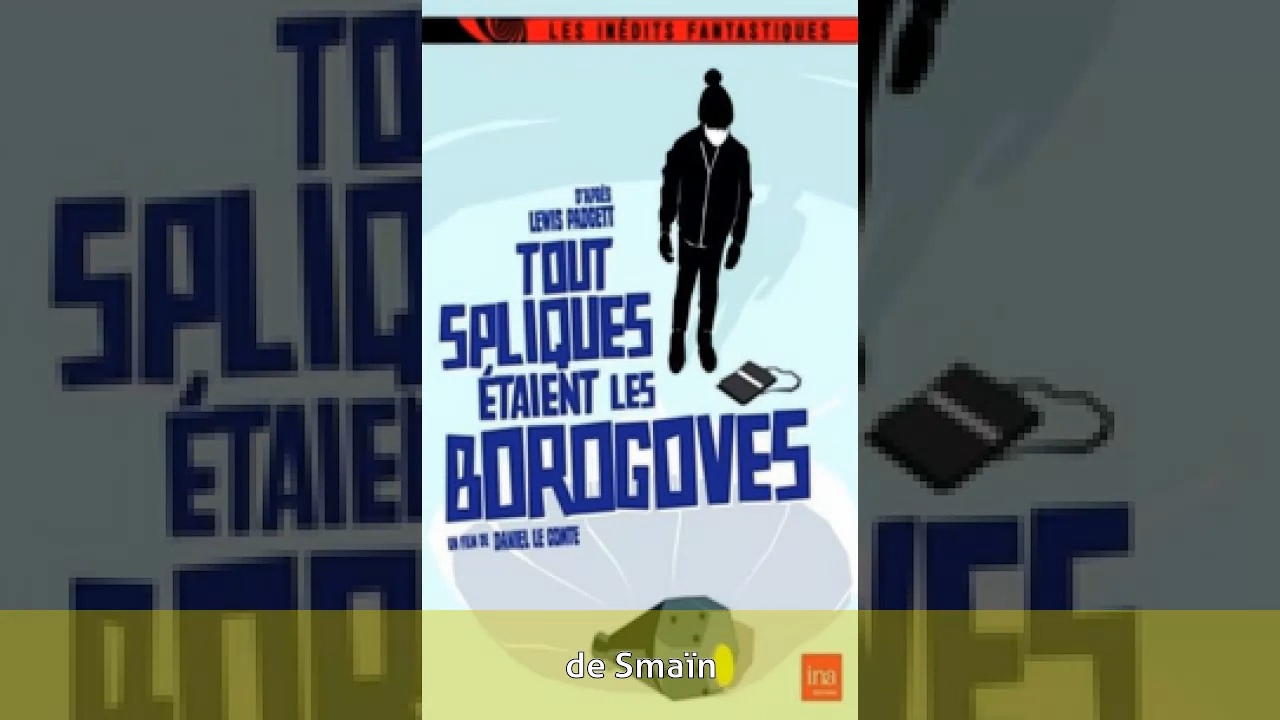 LES INÉDITS FANTASTIQUES
D'APRÈS
LEWIS PADGETT
TOUT
SPLIQUES
ÉTAIENT LES
BOROGOVES
UN FILM DE DANIEL LE COMTE
de Smaïn
ina